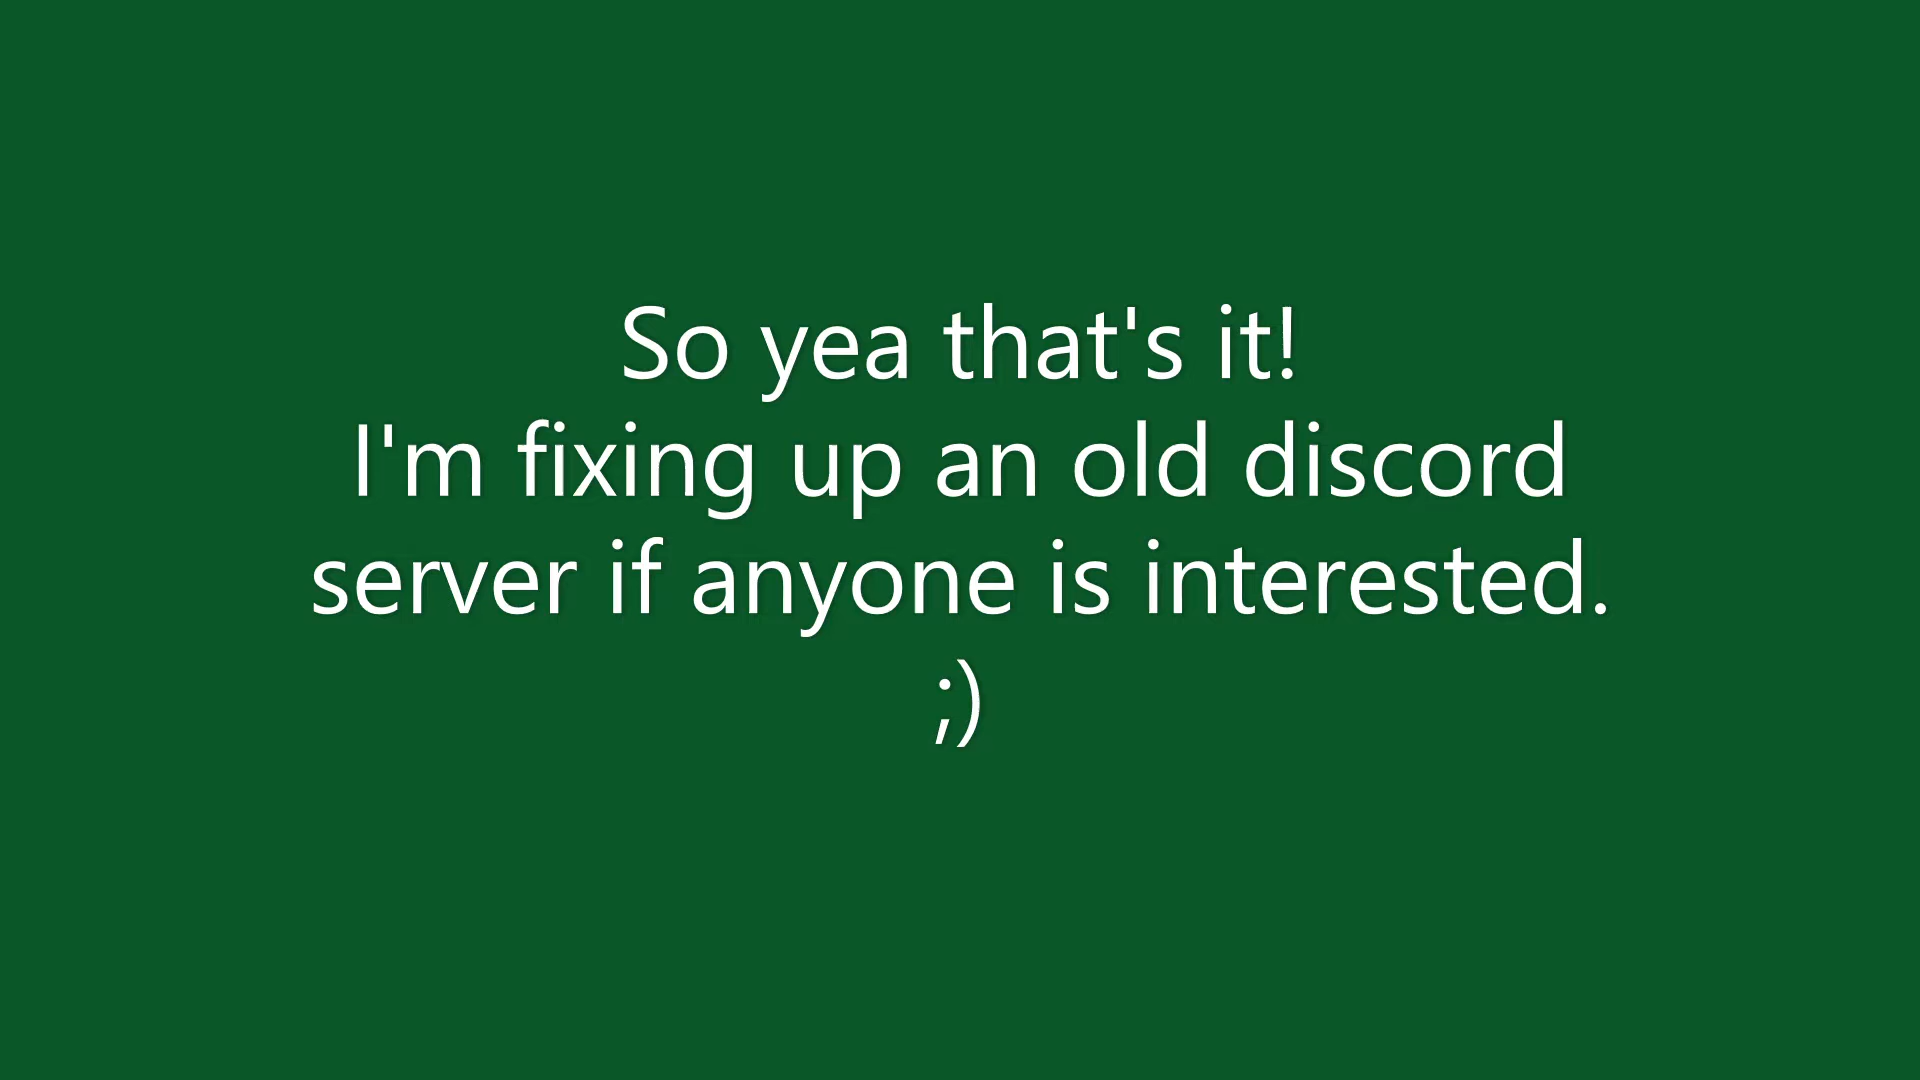 So yea that's it!
I'm fixing up an old discord
server if anyone is interested.
;)